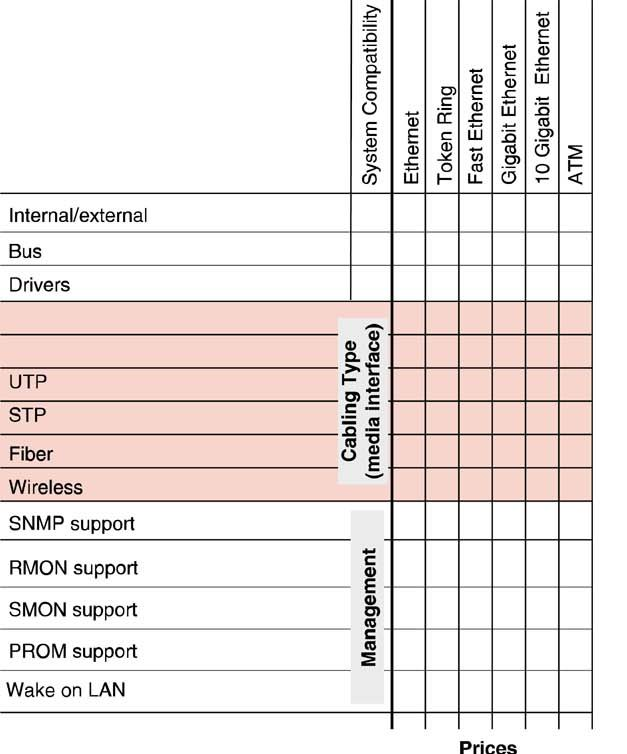 System Compatibility
Ethernet
Token Ring
Fast Ethernet
Gigabit Ethernet
10 Gigabit Ethernet
ATM
Internal/external
Bus
Drivers
Cabling Type
(media interface)
UTP
STP
Fiber
Wireless
Management
SNMP support
RMON support
SMON support
PROM support
Wake on LAN
Prices